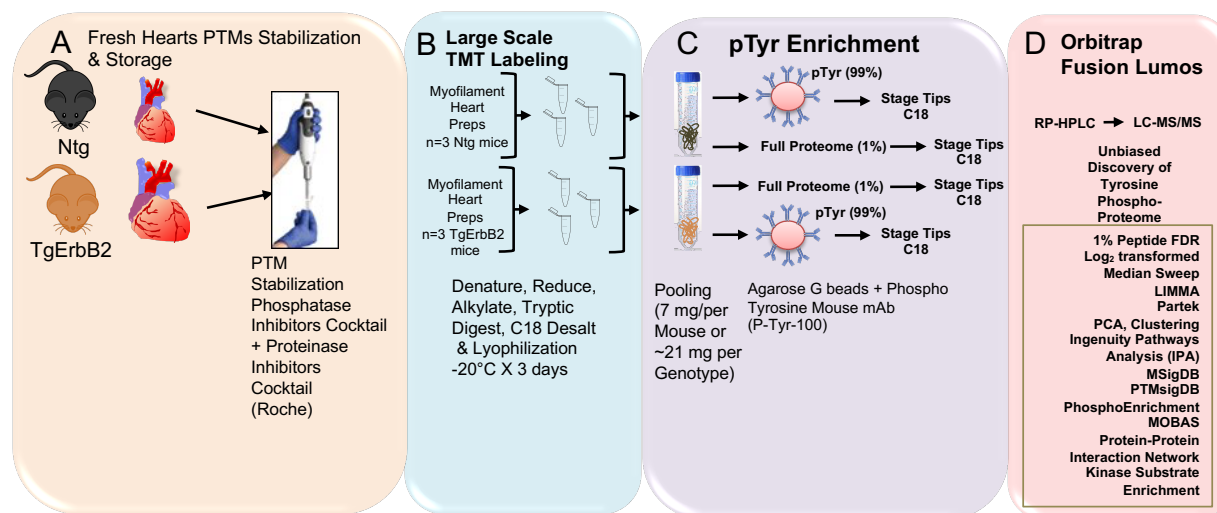 A
Fresh Hearts PTMs Stabilization
& Storage
Ntg
TgErbB2
PTM
Stabilization
Phosphatase
Inhibitors Cocktail
+ Proteinase
Inhibitors
Cocktail
(Roche)
B
Large Scale
TMT Labeling
Myofilament
Heart
Preps
n=3 Ntg mice
Myofilament
Heart
Preps
n=3 TgErbB2
mice
Denature, Reduce,
Alkylate, Tryptic
Digest, C18 Desalt
& Lyophilization
-20°C X 3 days
C
pTyr Enrichment
pTyr (99%)
Stage Tips
C18
Full Proteome (1%)
Stage Tips
C18
Full Proteome (1%)
Stage Tips
C18
pTyr (99%)
Stage Tips
C18
Pooling
(7 mg/per
Mouse or
~21 mg per
Genotype)
Agarose G beads + Phospho
Tyrosine Mouse mAb
(P-Tyr-100)
D
Orbitrap
Fusion Lumos
RP-HPLC
LC-MS/MS
Unbiased
Discovery of
Tyrosine
Phospho-
Proteome
1% Peptide FDR
Log₂ transformed
Median Sweep
LIMMA
Partek
PCA, Clustering
Ingenuity Pathways
Analysis (IPA)
MSigDB
PTMsigDB
PhosphoEnrichment
MOBAS
Protein-Protein
Interaction Network
Kinase Substrate
Enrichment